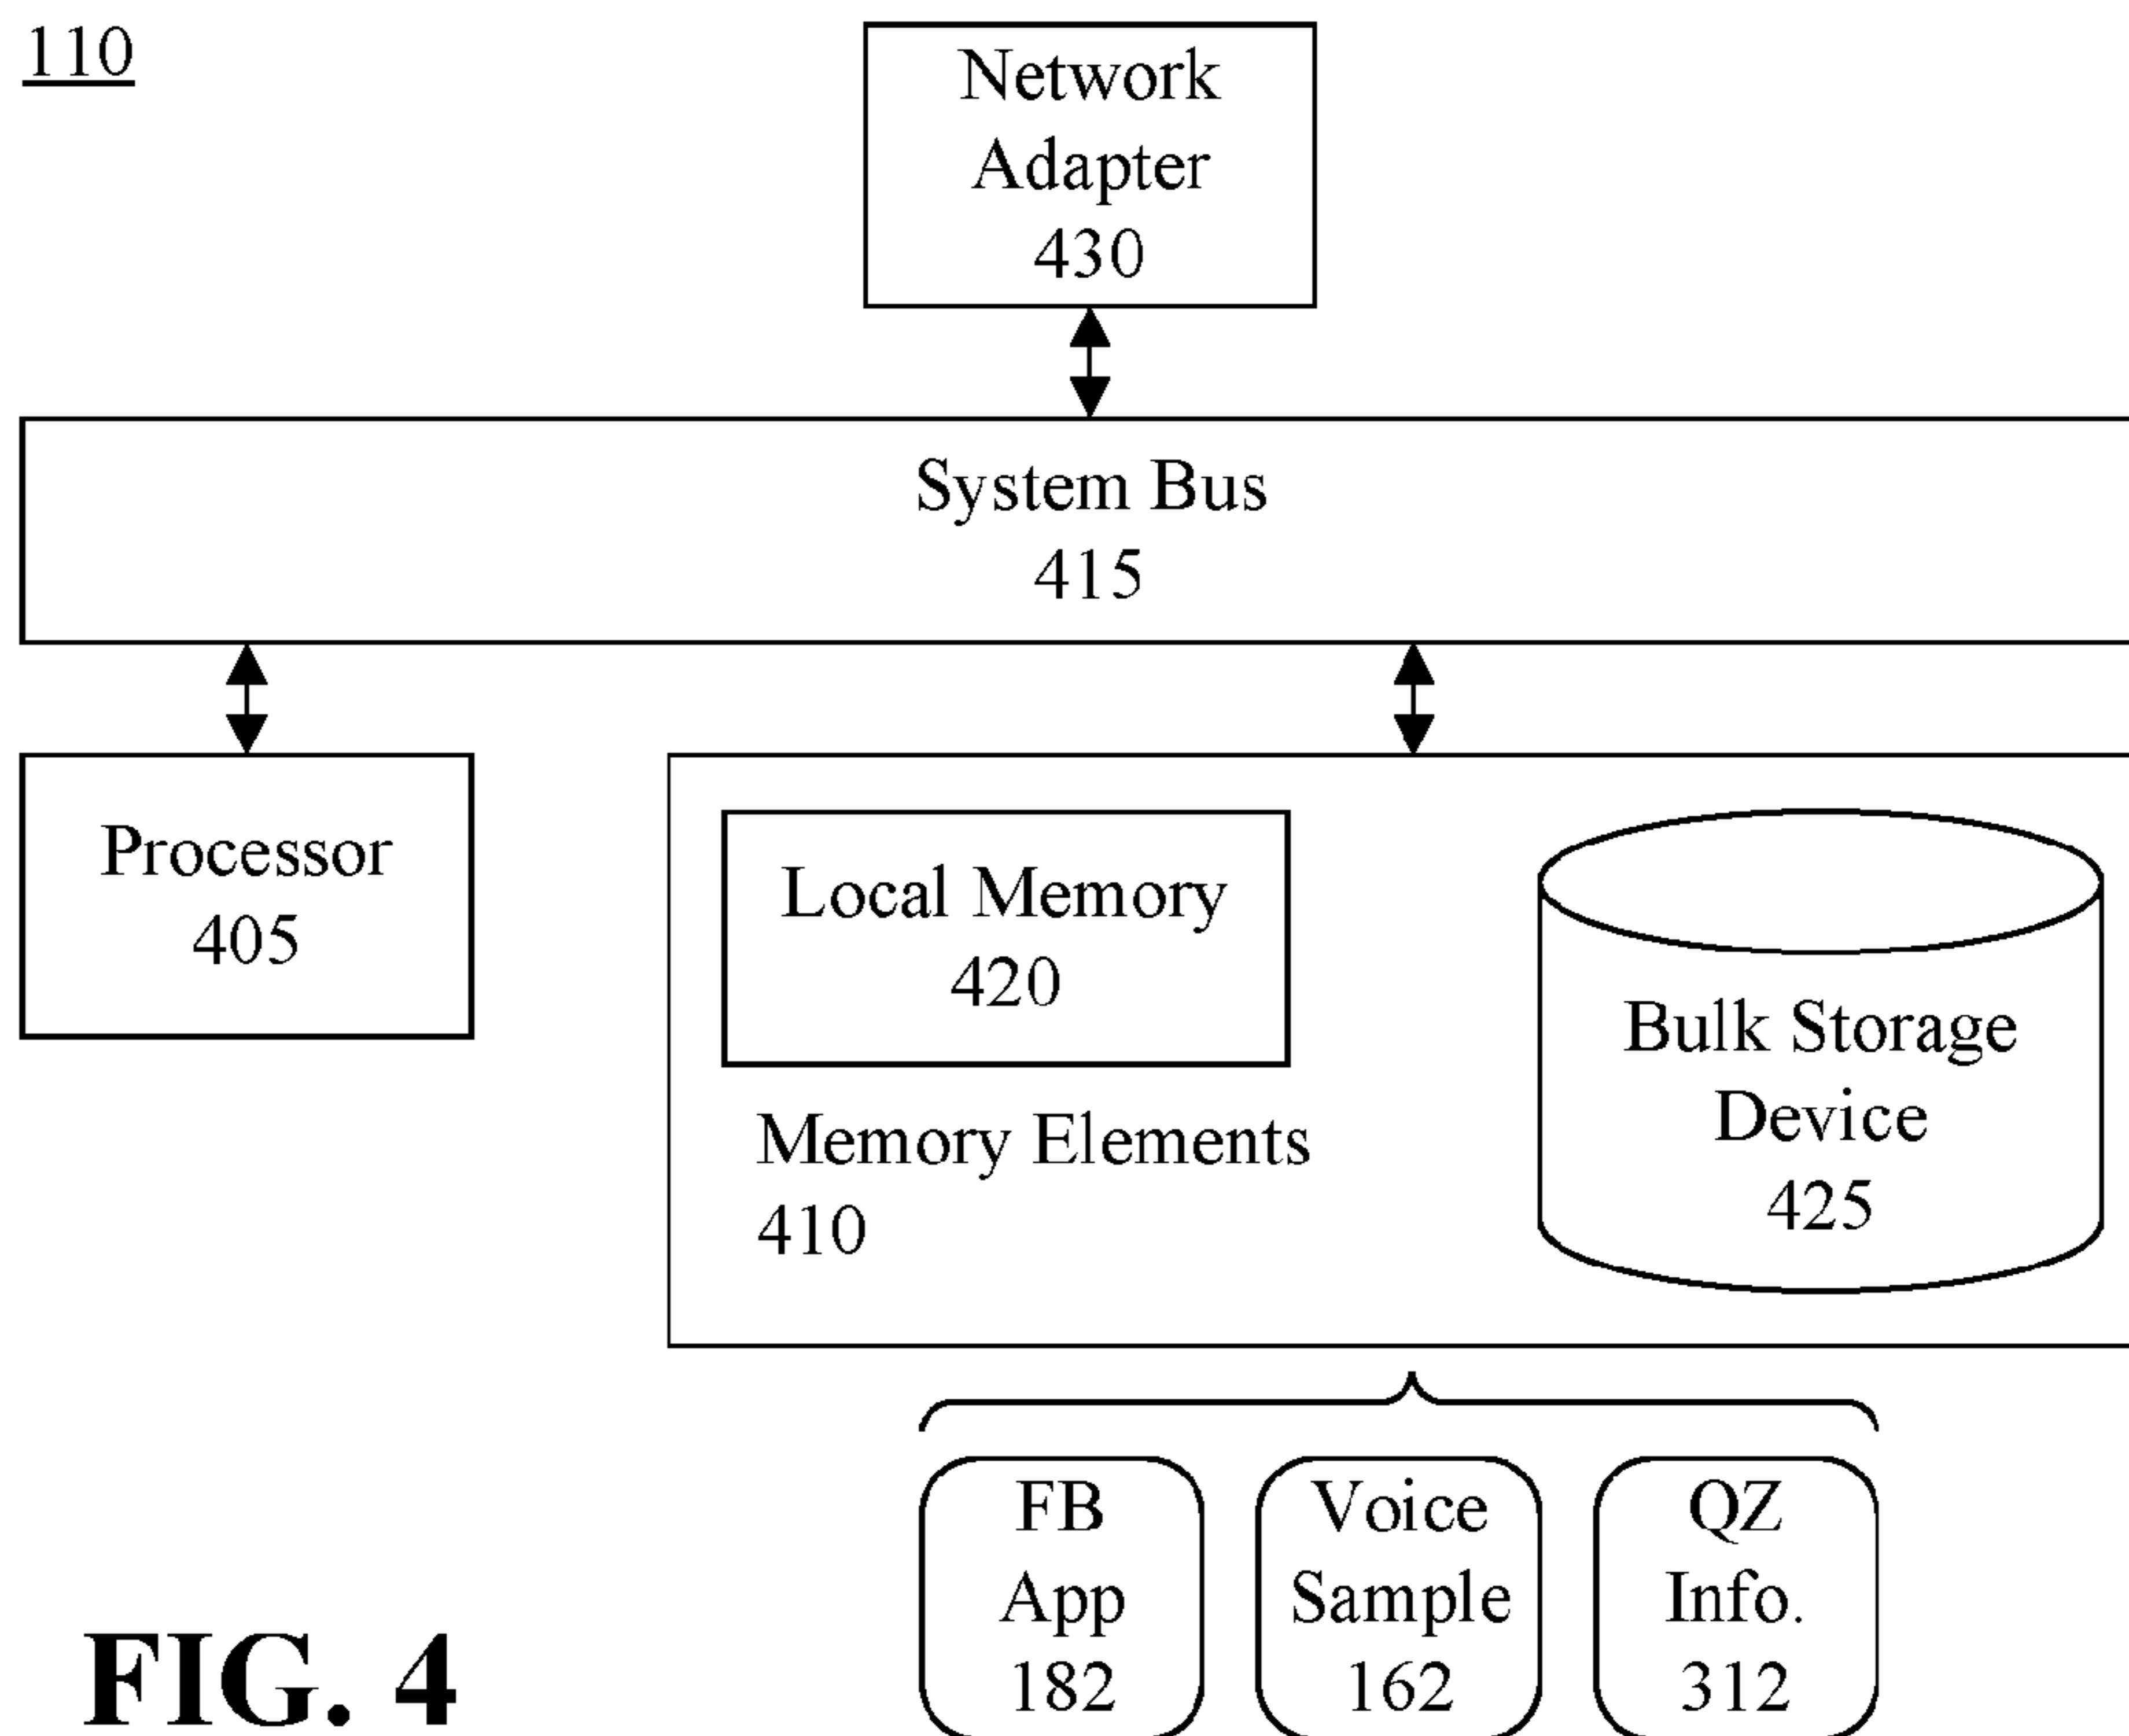 110
Network
Adapter
430
System Bus
415
Processor
405
Local Memory
420
Memory Elements
410
Bulk Storage
Device
425
FB
App
182
Voice
Sample
162
QZ
Info.
312
FIG. 4